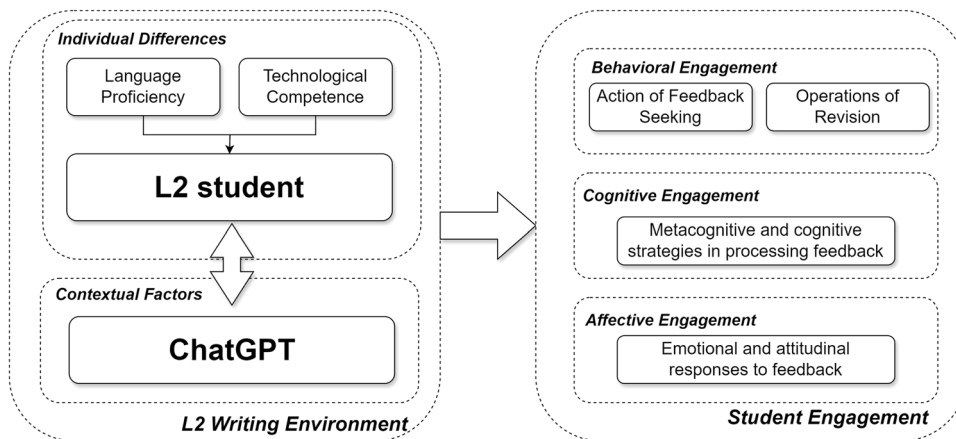 Individual Differences
Language
Proficiency
Technological
Competence
L2 student
Contextual Factors
ChatGPT
L2 Writing Environment
Behavioral Engagement
Action of Feedback
Seeking
Operations of
Revision
Cognitive Engagement
Metacognitive and cognitive
strategies in processing feedback
Affective Engagement
Emotional and attitudinal
responses to feedback
Student Engagement